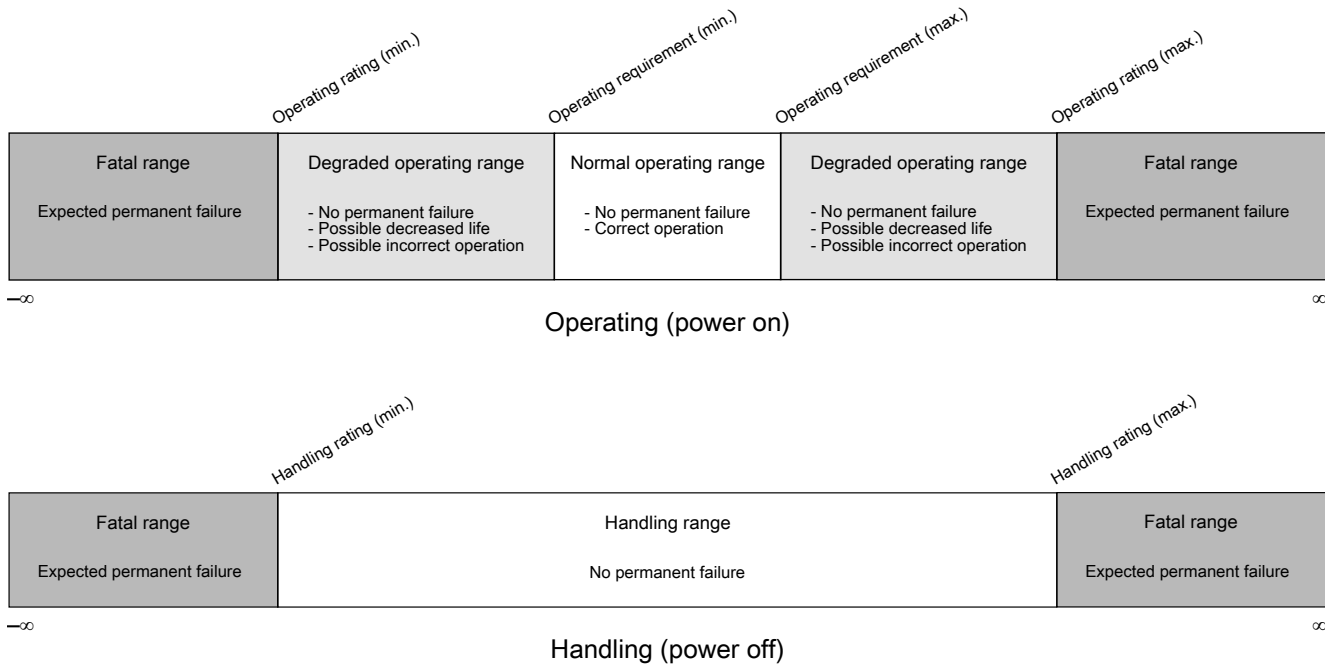 Operating rating (min.)
Operating requirement (min.)
Operating requirement (max.)
Operating rating (max.)
Fatal range
Expected permanent failure
Degraded operating range
- No permanent failure
- Possible decreased life
- Possible incorrect operation
Normal operating range
- No permanent failure
- Correct operation
Degraded operating range
- No permanent failure
- Possible decreased life
- Possible incorrect operation
Fatal range
Expected permanent failure
–∞
∞
Operating (power on)
Handling rating (min.)
Handling rating (max.)
Fatal range
Expected permanent failure
Handling range
No permanent failure
Fatal range
Expected permanent failure
–∞
∞
Handling (power off)